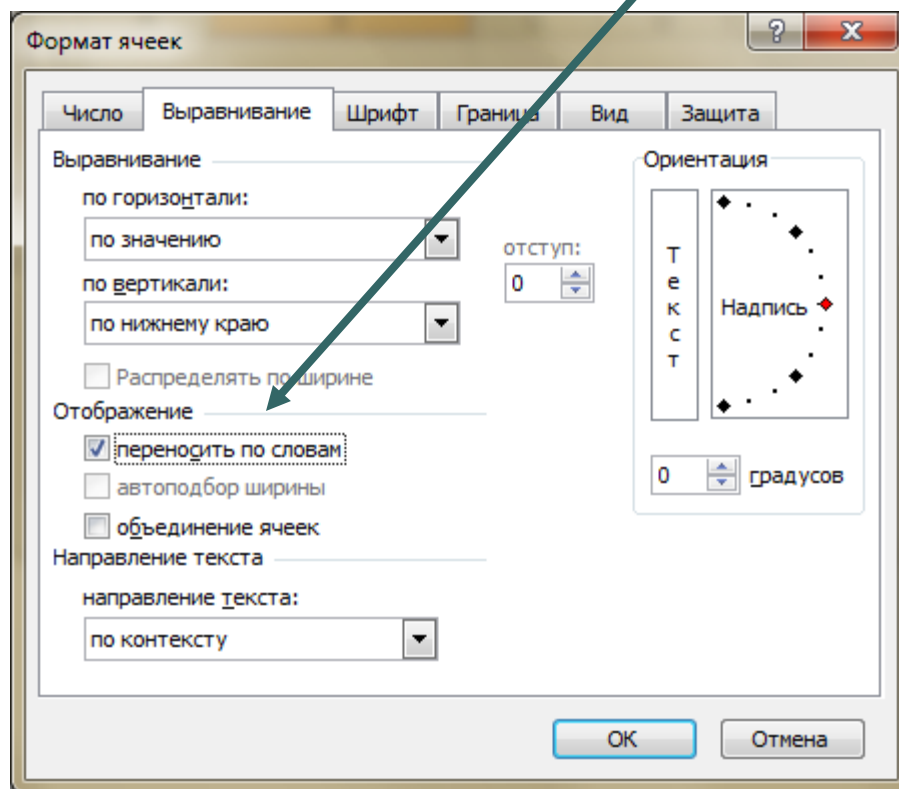 Формат ячеек
?
Число Выравнивание Шрифт Граница Вид Защита
Выравнивание
по горизонтали:
по значению
отступ:
0
по вертикали:
по нижнему краю
Распределять по ширине
Отображение
переносить по словам
автоподбор ширины
объединение ячеек
Направление текста
направление текста:
по контексту
Ориентация
Текст
Надпись
0 градусов
ОК Отмена